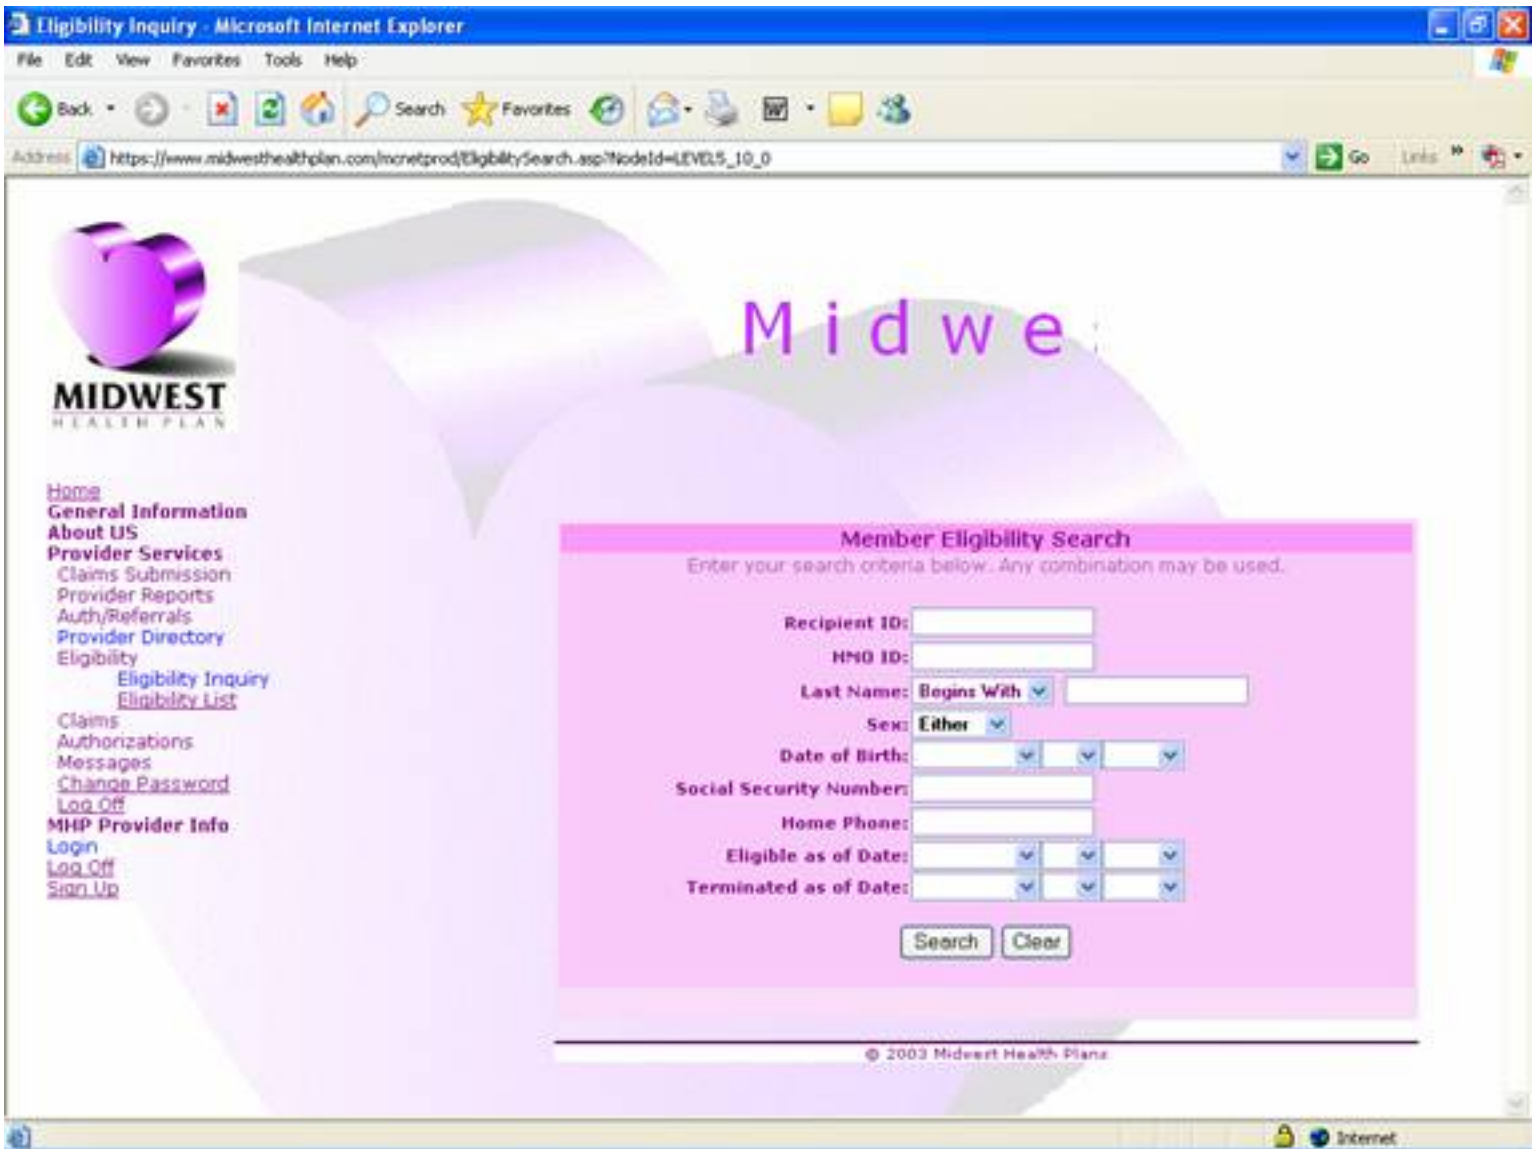 Eligibility Inquiry - Microsoft Internet Explorer
File Edit View Favorites Tools Help
Back Search Favorites
Address https://www.midwesthealthplan.com/mcnetprod/EligibilitySearch.asp?NodeId=LEVEL5_10_0 Go Links »
MIDWEST
HEALTH PLAN
Midwe
Home
General Information
About US
Provider Services
Claims Submission
Provider Reports
Auth/Referrals
Provider Directory
Eligibility
Eligibility Inquiry
Eligibility List
Claims
Authorizations
Messages
Change Password
Log Off
MHP Provider Info
Login
Log Off
Sign Up
Member Eligibility Search
Enter your search criteria below. Any combination may be used.
Recipient ID:
HMO ID:
Last Name: Begins With
Sex: Either
Date of Birth:
Social Security Number:
Home Phone:
Eligible as of Date:
Terminated as of Date:
Search Clear
© 2003 Midwest Health Plans
Internet